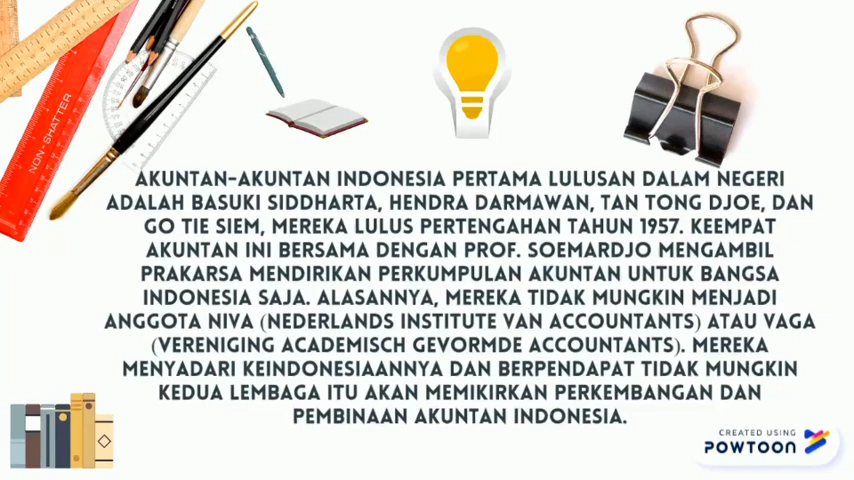 NON-SHATTER
AKUNTAN-AKUNTAN INDONESIA PERTAMA LULUSAN DALAM NEGERI
ADALAH BASUKI SIDDHARTA, HENDRA DARMAWAN, TAN TONG DJOE, DAN
GO TIE SIEM, MEREKA LULUS PERTENGAHAN TAHUN 1957. KEEMPAT
AKUNTAN INI BERSAMA DENGAN PROF. SOEMARDJO MENGAMBIL
PRAKARSA MENDIRIKAN PERKUMPULAN AKUNTAN UNTUK BANGSA
INDONESIA SAJA. ALASANNYA, MEREKA TIDAK MUNGKIN MENJADI
ANGGOTA NIVA (NEDERLANDS INSTITUTE VAN ACCOUNTANTS) ATAU VAGA
(VERENIGING ACADEMISCH GEVORMDE ACCOUNTANTS). MEREKA
MENYADARI KEINDONESIAANNYA DAN BERPENDAPAT TIDAK MUNGKIN
KEDUA LEMBAGA ITU AKAN MEMIKIRKAN PERKEMBANGAN DAN
PEMBINAAN AKUNTAN INDONESIA.
CREATED USING
POWTOON